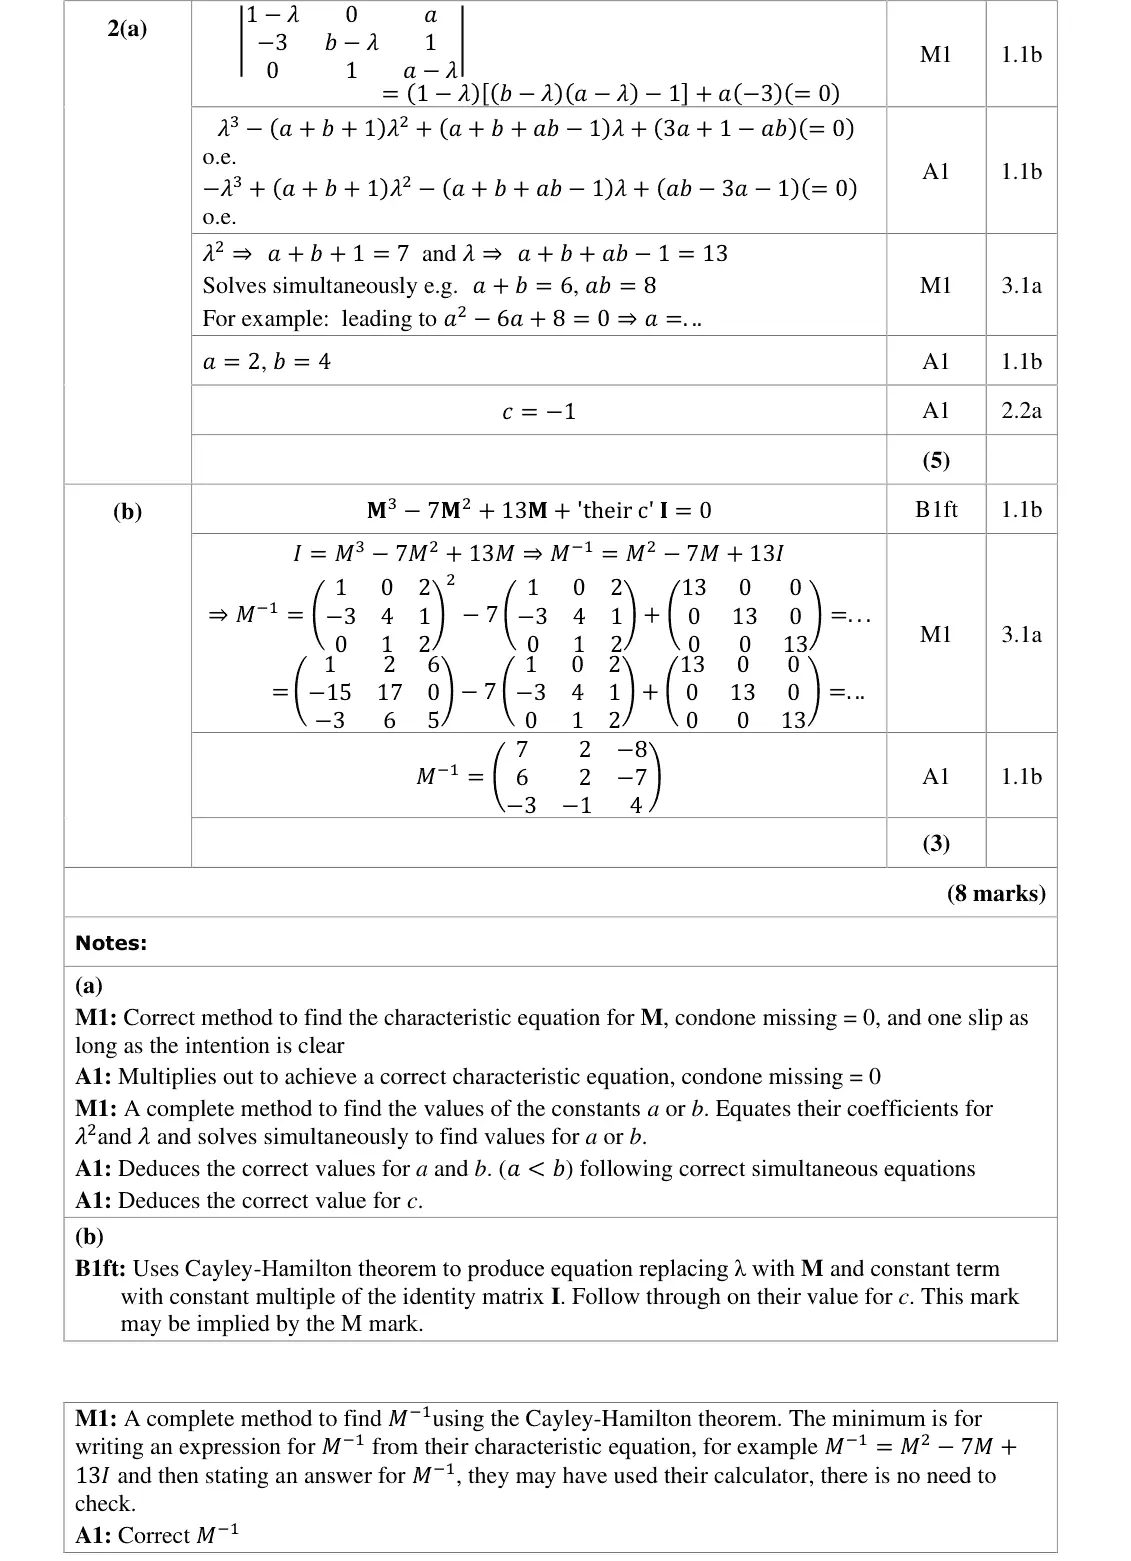 2(a)
|1 − λ 0 a|
|−3 b − λ 1|
|0 1 a − λ|
= (1 − λ)[(b − λ)(a − λ) − 1] + a(−3)(= 0)
M1 1.1b
λ³ − (a + b + 1)λ² + (a + b + ab − 1)λ + (3a + 1 − ab)(= 0)
o.e.
−λ³ + (a + b + 1)λ² − (a + b + ab − 1)λ + (ab − 3a − 1)(= 0)
o.e.
A1 1.1b
λ² ⇒ a + b + 1 = 7 and λ ⇒ a + b + ab − 1 = 13
Solves simultaneously e.g. a + b = 6, ab = 8
For example: leading to a² − 6a + 8 = 0 ⇒ a =. ..
M1 3.1a
a = 2, b = 4 A1 1.1b
c = −1 A1 2.2a
(5)
(b) M³ − 7M² + 13M + 'their c' I = 0 B1ft 1.1b
I = M³ − 7M² + 13M ⇒ M⁻¹ = M² − 7M + 13I
⇒ M⁻¹ = (1 0 2; −3 4 1; 0 1 2)² − 7 (1 0 2; −3 4 1; 0 1 2) + (13 0 0; 0 13 0; 0 0 13) =. . .
= (1 2 6; −15 17 0; −3 6 5) − 7 (1 0 2; −3 4 1; 0 1 2) + (13 0 0; 0 13 0; 0 0 13) =. ..
M1 3.1a
M⁻¹ = (7 2 −8; 6 2 −7; −3 −1 4) A1 1.1b
(3)
(8 marks)
Notes:
(a)
M1: Correct method to find the characteristic equation for M, condone missing = 0, and one slip as
long as the intention is clear
A1: Multiplies out to achieve a correct characteristic equation, condone missing = 0
M1: A complete method to find the values of the constants a or b. Equates their coefficients for
λ²and λ and solves simultaneously to find values for a or b.
A1: Deduces the correct values for a and b. (a < b) following correct simultaneous equations
A1: Deduces the correct value for c.
(b)
B1ft: Uses Cayley-Hamilton theorem to produce equation replacing λ with M and constant term
with constant multiple of the identity matrix I. Follow through on their value for c. This mark
may be implied by the M mark.
M1: A complete method to find M⁻¹using the Cayley-Hamilton theorem. The minimum is for
writing an expression for M⁻¹ from their characteristic equation, for example M⁻¹ = M² − 7M +
13I and then stating an answer for M⁻¹, they may have used their calculator, there is no need to
check.
A1: Correct M⁻¹